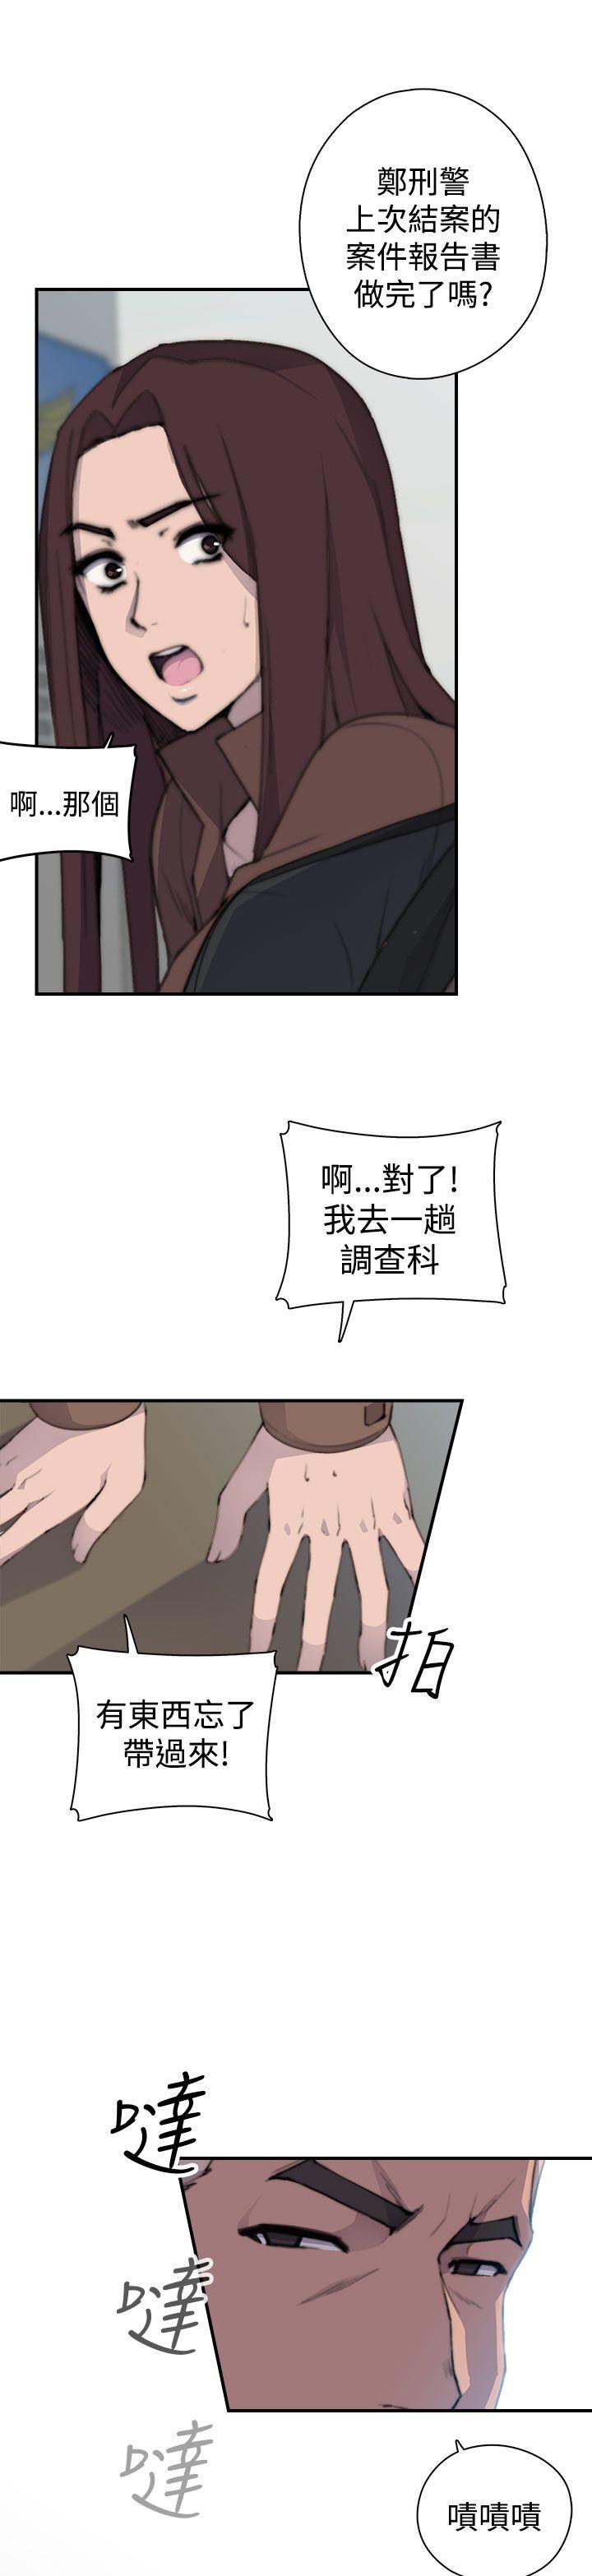 鄭刑警
上次結案的
案件報告書
做完了嗎?
啊...那個
啊...對了!
我去一趟
調查科
拍
有東西忘了
帶過來!
噠
噠
噠
嘖嘖嘖